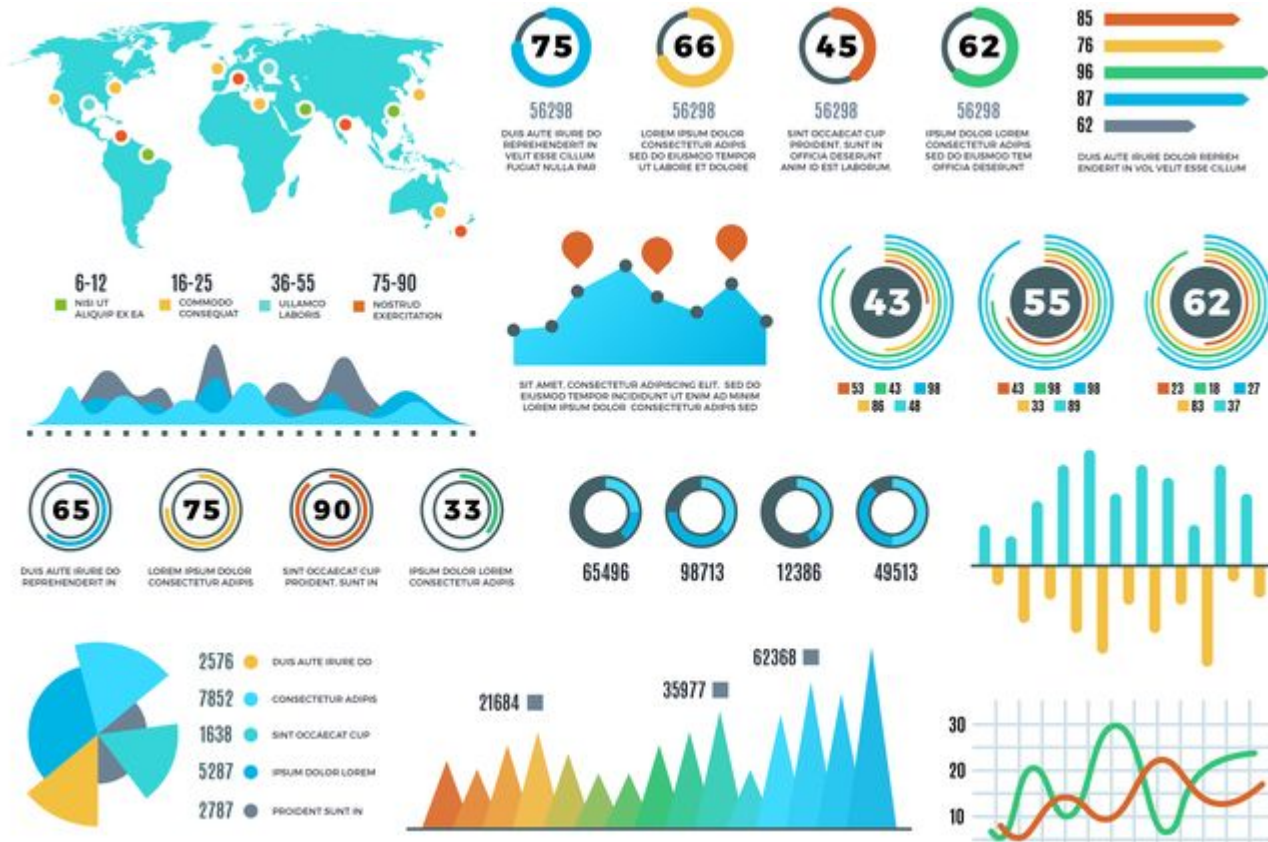 75
56298
DUIS AUTE IRURE DO
REPREHENDERIT IN
VELIT ESSE CILLUM
FUGIAT NULLA PAR
66
56298
LOREM IPSUM DOLOR
CONSECTETUR ADIPIS
SED DO EIUSMOD TEMPOR
UT LABORE ET DOLORE
45
56298
SINT OCCAECAT CUP
PROIDENT, SUNT IN
OFFICIA DESERUNT
ANIM ID EST LABORUM.
62
56298
IPSUM DOLOR LOREM
CONSECTETUR ADIPIS
SED DO EIUSMOD TEM
OFFICIA DESERUNT
85
76
96
87
62
DUIS AUTE IRURE DOLOR REPREH
ENDERIT IN VOL VELIT ESSE CILLUM
6-12
NISI UT
ALIQUIP EX EA
16-25
COMMODO
CONSEQUAT
36-55
ULLAMCO
LABORIS
75-90
NOSTRUD
EXERCITATION
SIT AMET, CONSECTETUR ADIPISCING ELIT. SED DO
EIUSMOD TEMPOR INCIDIDUNT UT ENIM AD MINIM
LOREM IPSUM DOLOR CONSECTETUR ADIPIS SED
43
53 43 98
86 48
55
43 98 98
33 89
62
23 18 27
83 37
65
DUIS AUTE IRURE DO
REPREHENDERIT IN
75
LOREM IPSUM DOLOR
CONSECTETUR ADIPIS
90
SINT OCCAECAT CUP
PROIDENT, SUNT IN
33
IPSUM DOLOR LOREM
CONSECTETUR ADIPIS
65496
98713
12386
49513
2576 DUIS AUTE IRURE DO
7852 CONSECTETUR ADIPIS
1638 SINT OCCAECAT CUP
5287 IPSUM DOLOR LOREM
2787 PROIDENT SUNT IN
21684
35977
62368
30
20
10